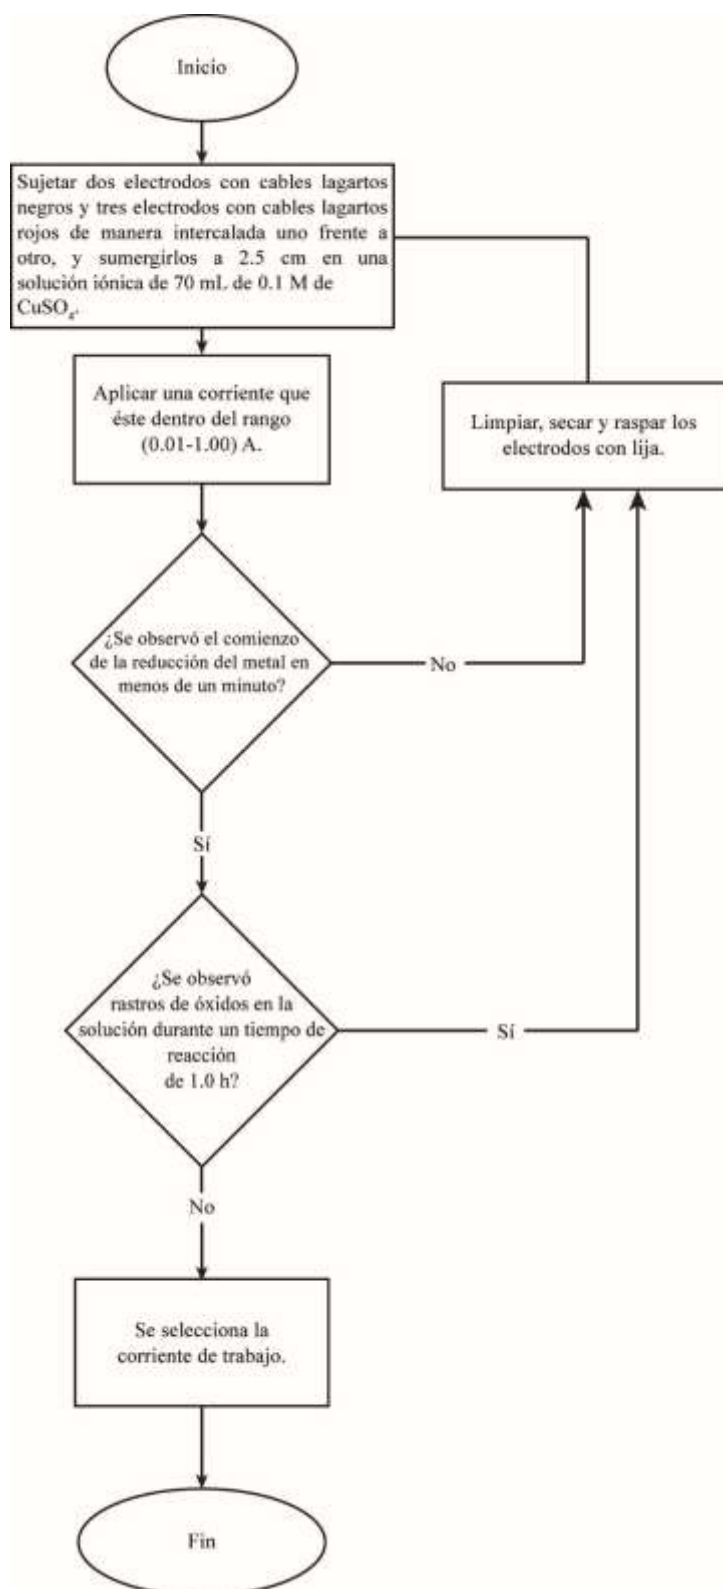 Inicio
Sujetar dos electrodos con cables lagartos
negros y tres electrodos con cables lagartos
rojos de manera intercalada uno frente a
otro, y sumergirlos a 2.5 cm en una
solución iónica de 70 mL de 0.1 M de
CuSO₄.
Aplicar una corriente que
éste dentro del rango
(0.01-1.00) A.
Limpiar, secar y raspar los
electrodos con lija.
¿Se observó el comienzo
de la reducción del metal en
menos de un minuto?
No
Sí
¿Se observó
rastros de óxidos en la
solución durante un tiempo de
reacción
de 1.0 h?
Sí
No
Se selecciona la
corriente de trabajo.
Fin